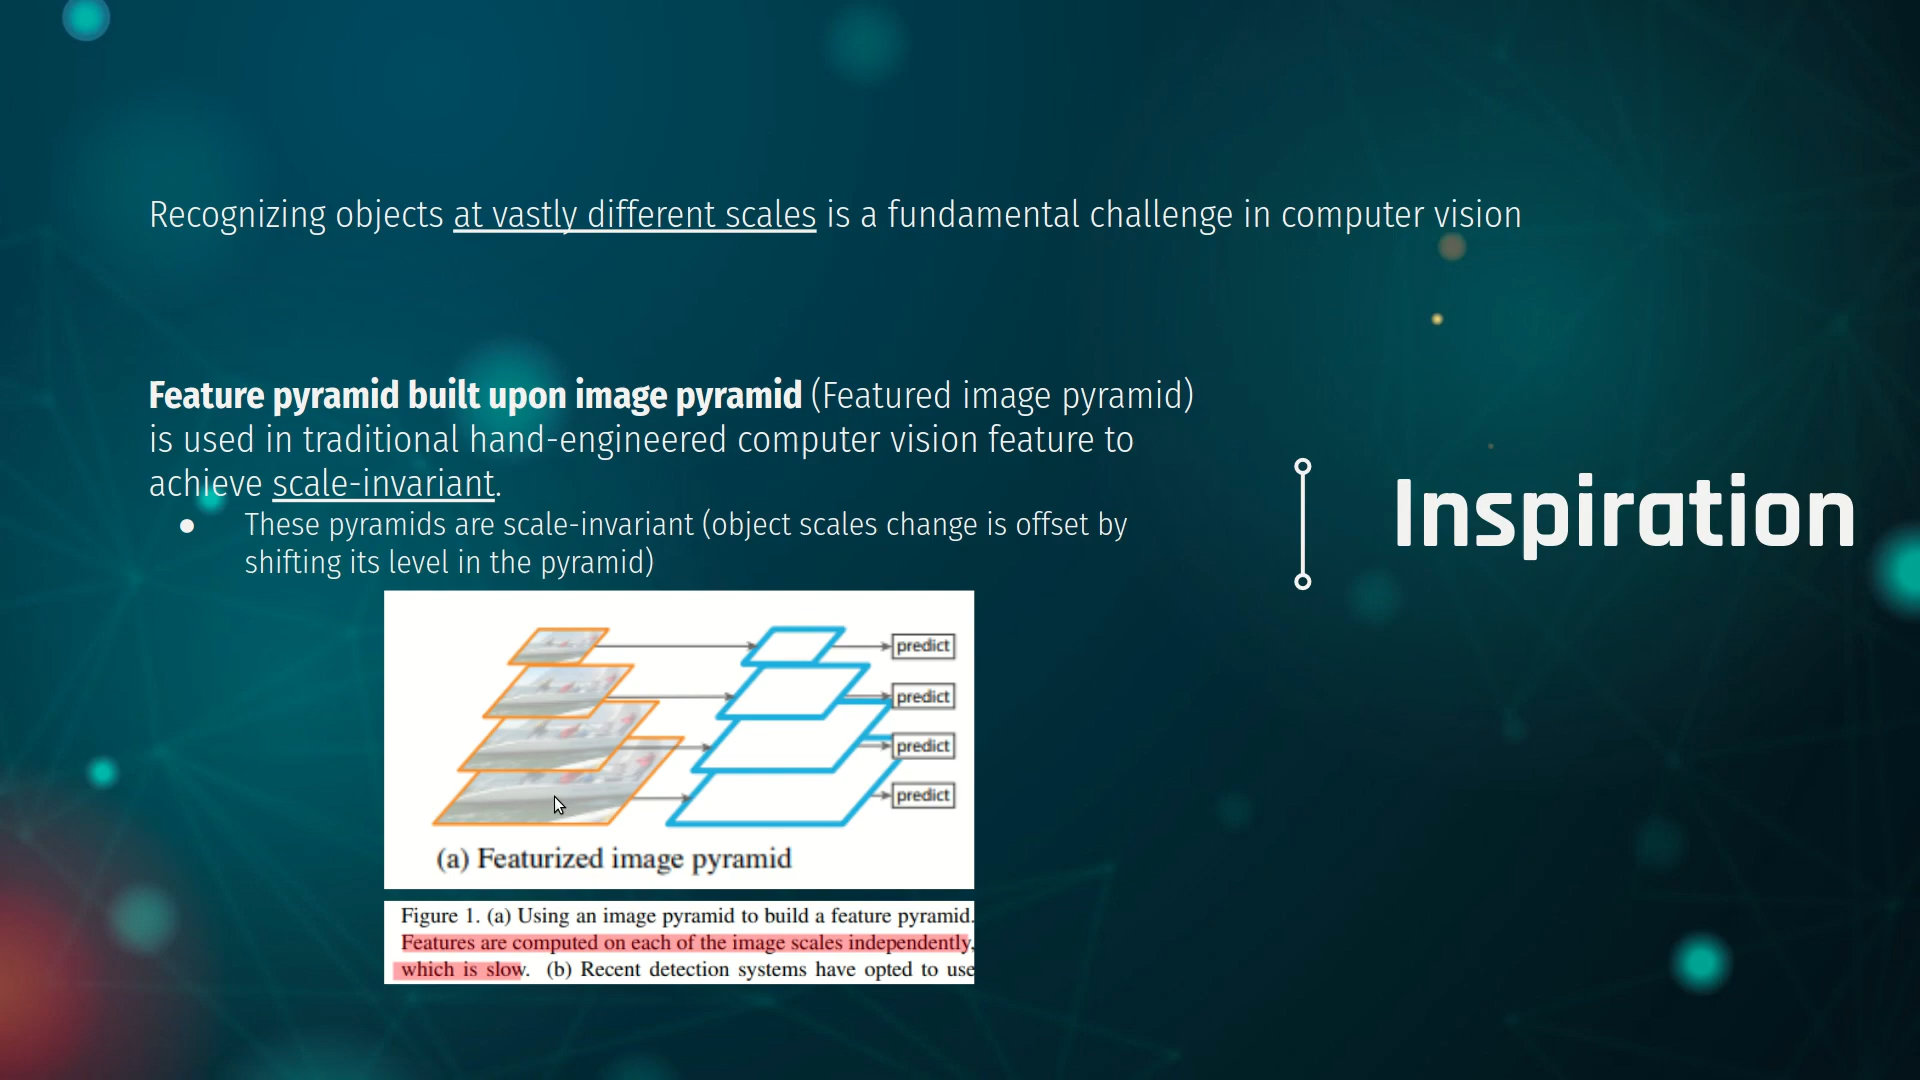 Recognizing objects at vastly different scales is a fundamental challenge in computer vision
Feature pyramid built upon image pyramid (Featured image pyramid)
is used in traditional hand-engineered computer vision feature to
achieve scale-invariant.
● These pyramids are scale-invariant (object scales change is offset by
shifting its level in the pyramid)
Inspiration
predict
predict
predict
predict
(a) Featurized image pyramid
Figure 1. (a) Using an image pyramid to build a feature pyramid.
Features are computed on each of the image scales independently,
which is slow. (b) Recent detection systems have opted to use